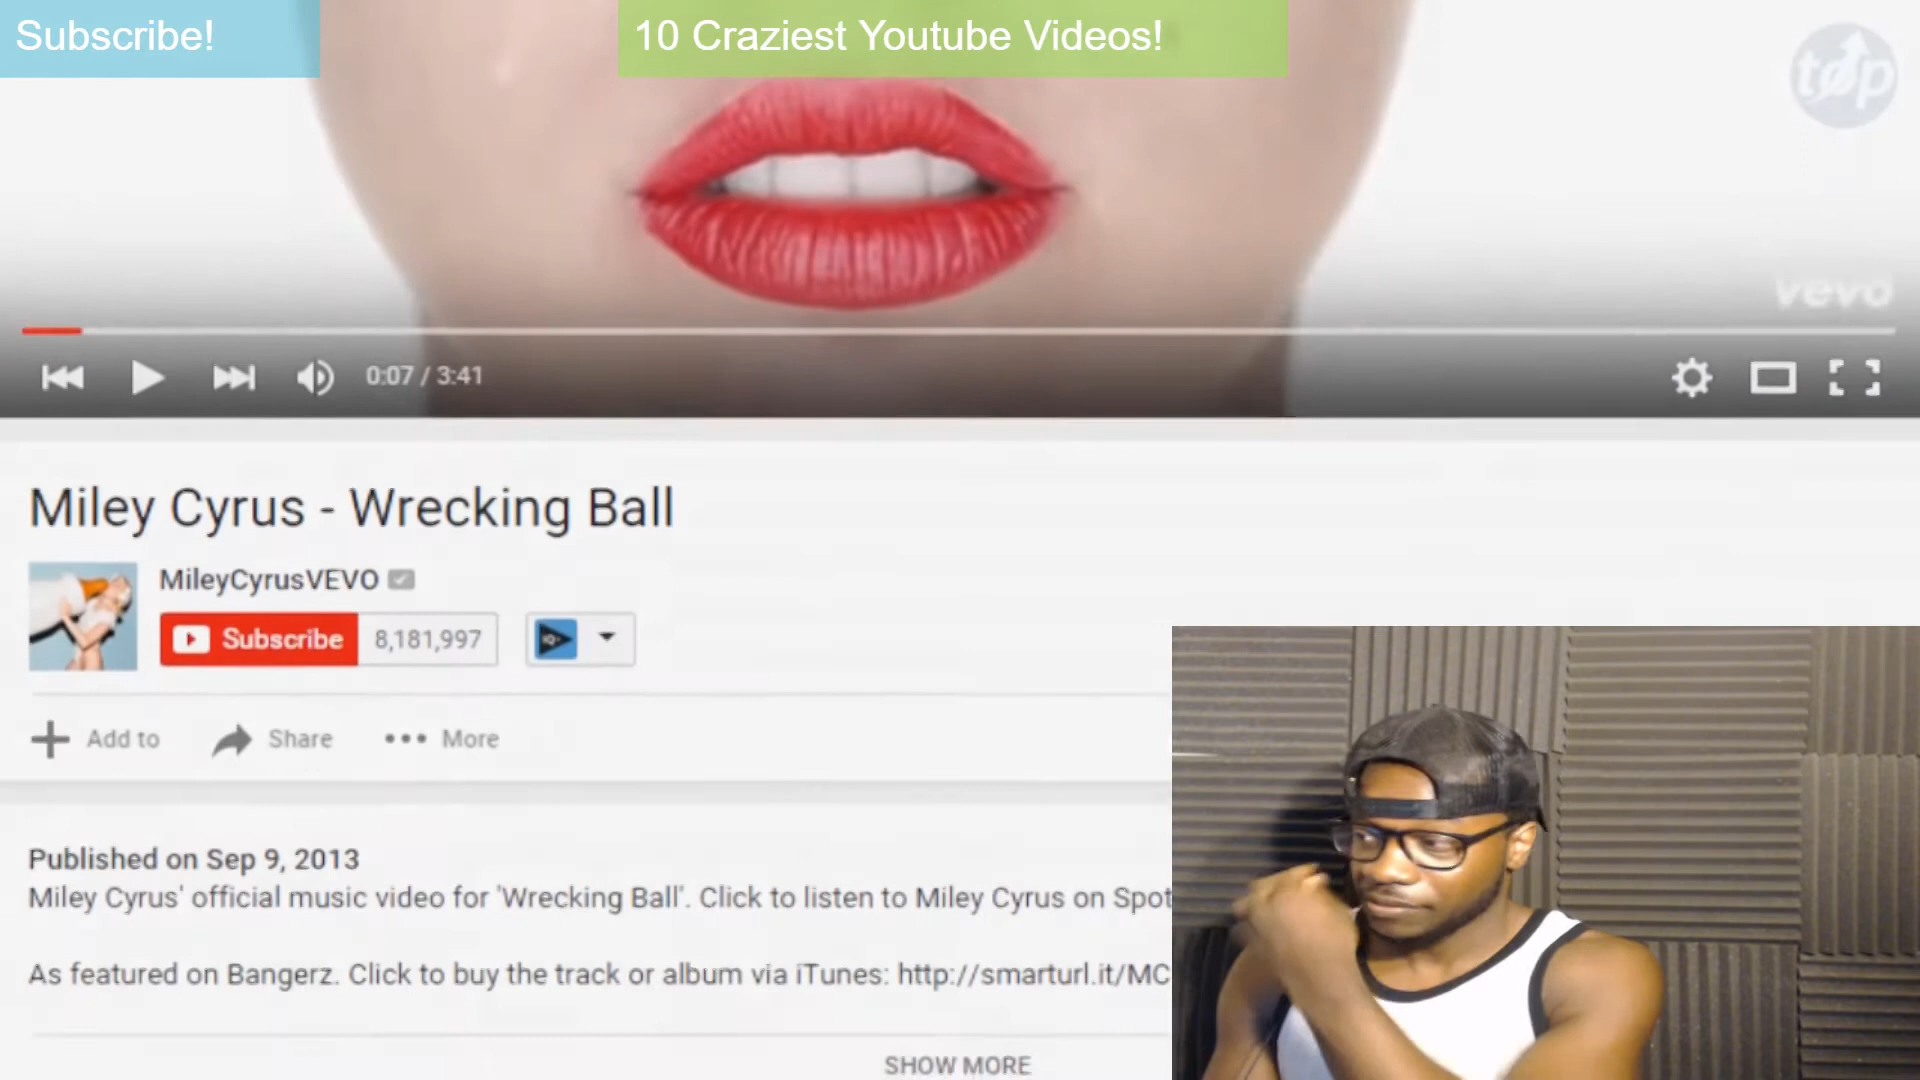 Subscribe!
10 Craziest Youtube Videos!
tøp
vevo
0:07 / 3:41
Miley Cyrus - Wrecking Ball
MileyCyrusVEVO
Subscribe 8,181,997
Add to Share More
Published on Sep 9, 2013
Miley Cyrus' official music video for 'Wrecking Ball'. Click to listen to Miley Cyrus on Spot
As featured on Bangerz. Click to buy the track or album via iTunes: http://smarturl.it/MC
SHOW MORE